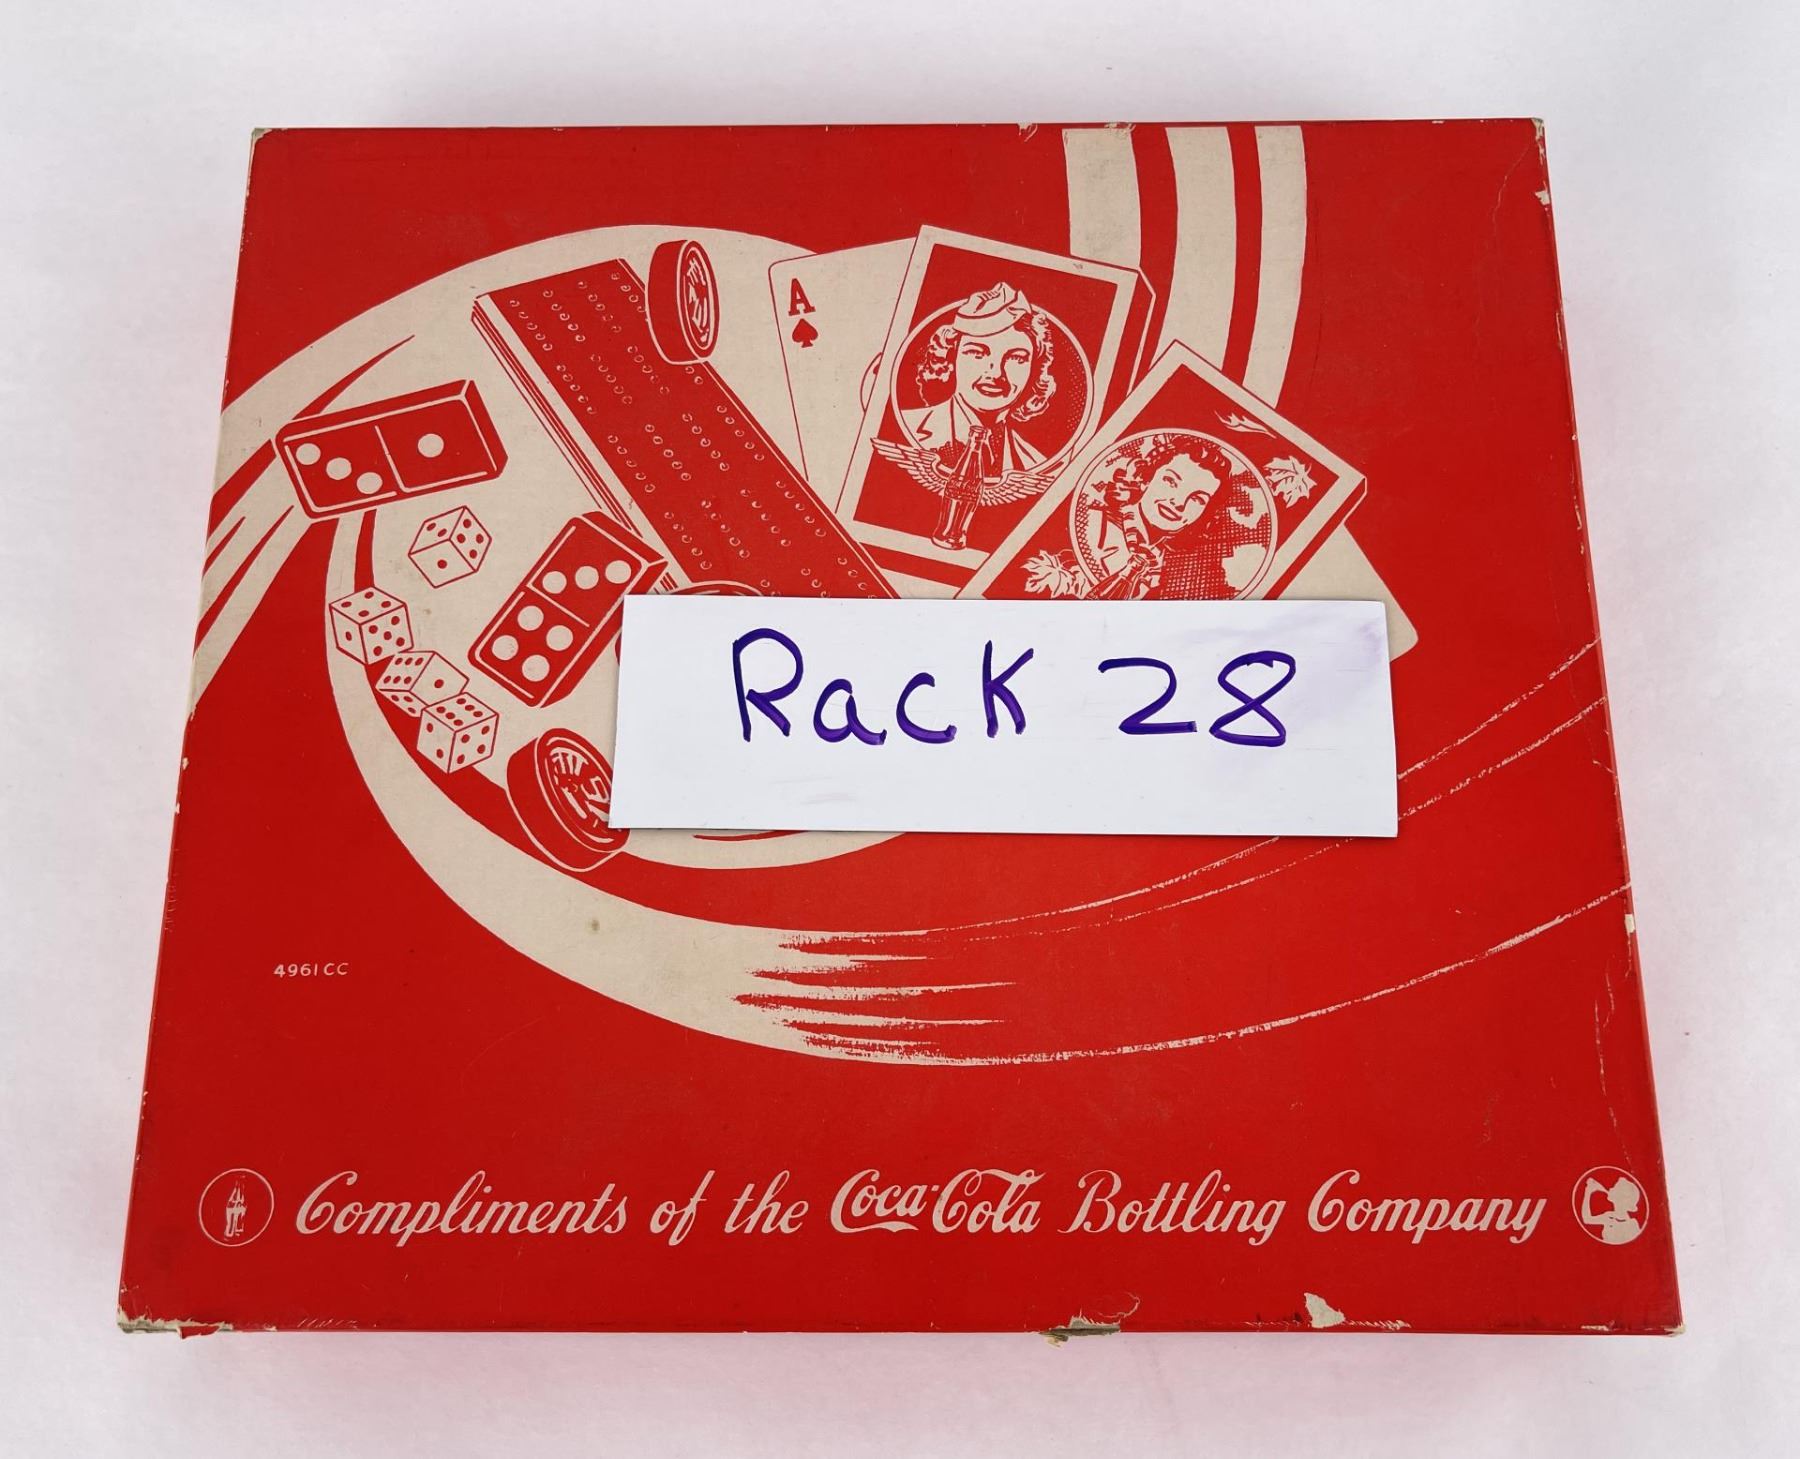 A
Rack 28
4961CC
Compliments of the Coca-Cola Bottling Company